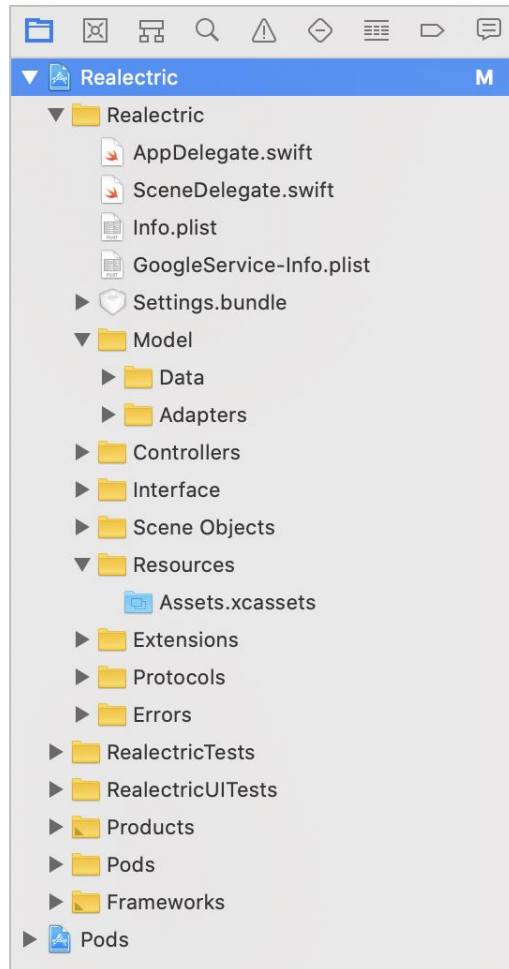 Realectric M
Realectric
AppDelegate.swift
SceneDelegate.swift
Info.plist
GoogleService-Info.plist
Settings.bundle
Model
Data
Adapters
Controllers
Interface
Scene Objects
Resources
Assets.xcassets
Extensions
Protocols
Errors
RealectricTests
RealectricUITests
Products
Pods
Frameworks
Pods